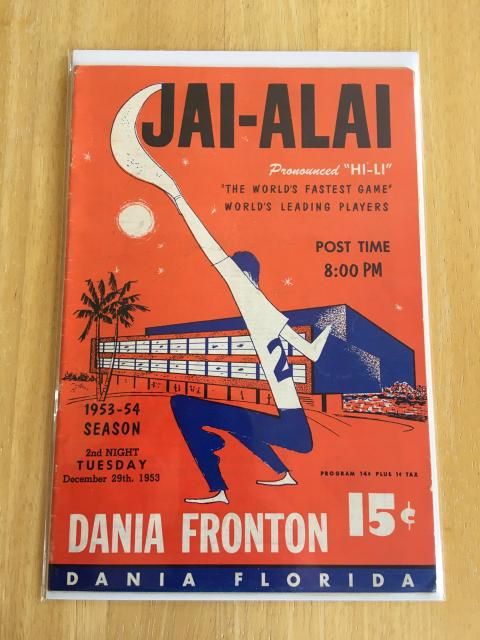 JAI-ALAI
Pronounced "HI-LI"
"THE WORLD'S FASTEST GAME"
WORLD'S LEADING PLAYERS
POST TIME
8:00 PM
2
1953-54
SEASON
2nd NIGHT
TUESDAY
December 29th, 1953
PROGRAM 14¢ PLUS 1¢ TAX
15¢
DANIA FRONTON
DANIA FLORIDA